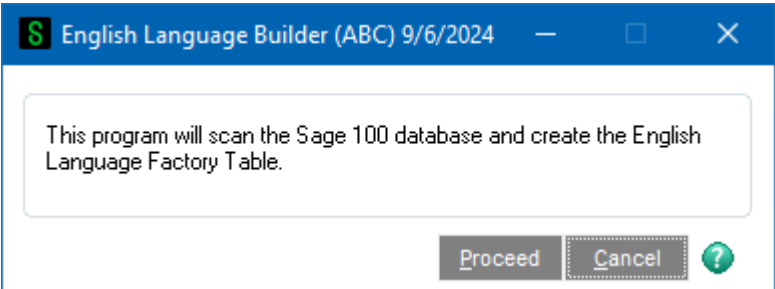 S English Language Builder (ABC) 9/6/2024
This program will scan the Sage 100 database and create the English
Language Factory Table.
Proceed Cancel ?